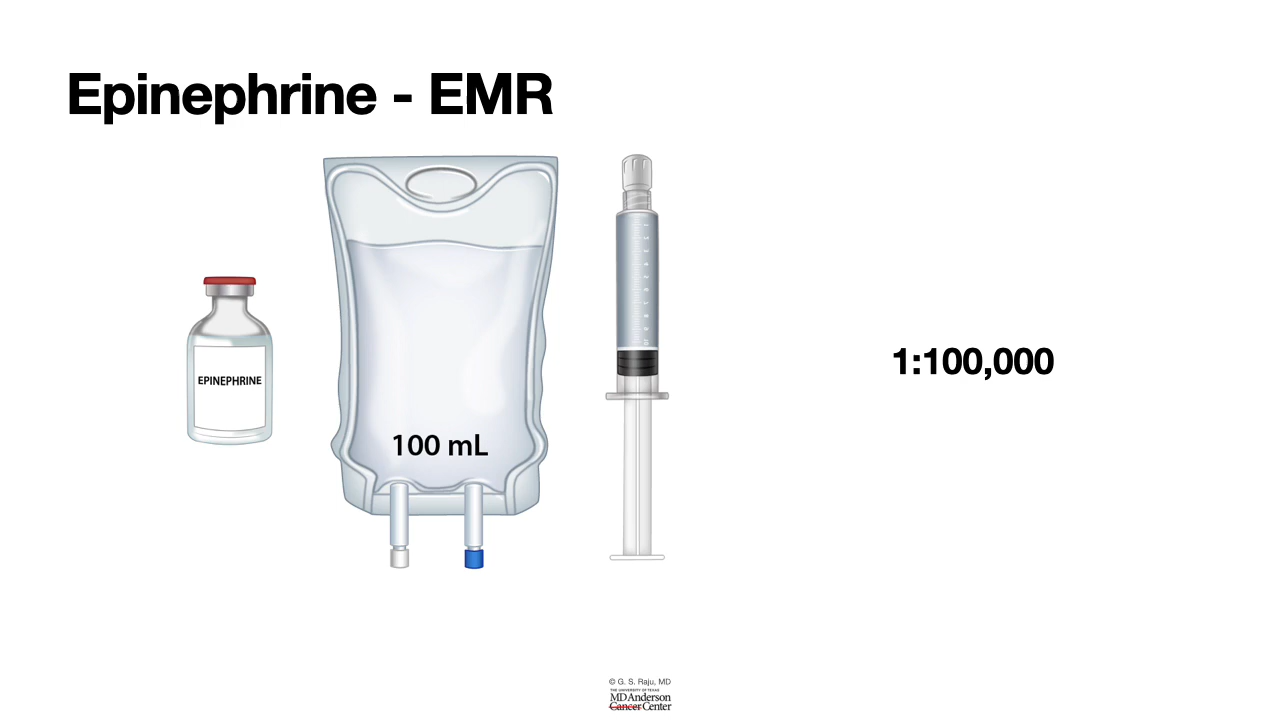 Epinephrine - EMR
EPINEPHRINE
100 mL
1:100,000
© G. S. Raju, MD
THE UNIVERSITY OF TEXAS
MD Anderson
Cancer Center